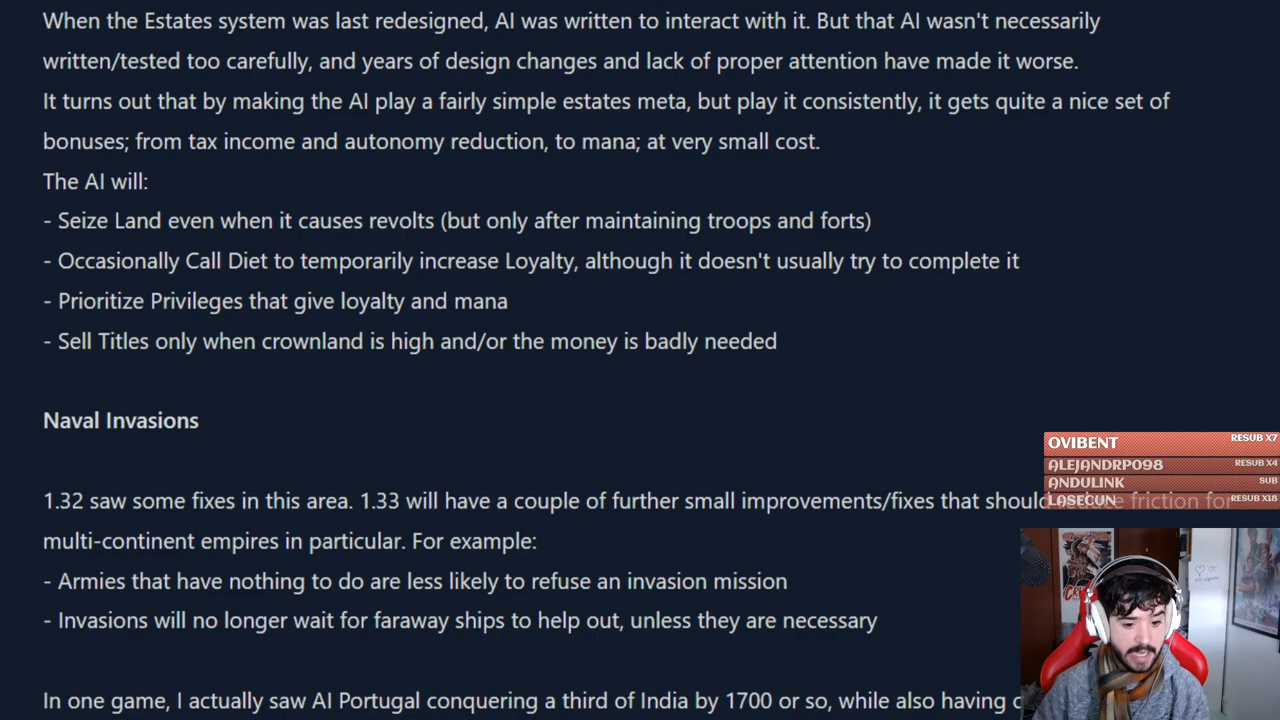 When the Estates system was last redesigned, AI was written to interact with it. But that AI wasn't necessarily
written/tested too carefully, and years of design changes and lack of proper attention have made it worse.
It turns out that by making the AI play a fairly simple estates meta, but play it consistently, it gets quite a nice set of
bonuses; from tax income and autonomy reduction, to mana; at very small cost.
The AI will:
- Seize Land even when it causes revolts (but only after maintaining troops and forts)
- Occasionally Call Diet to temporarily increase Loyalty, although it doesn't usually try to complete it
- Prioritize Privileges that give loyalty and mana
- Sell Titles only when crownland is high and/or the money is badly needed
Naval Invasions
OVIBENT RESUB X7
ALEJANDRP098 RESUB X4
ANDULINK SUB
LASECUN RESUB X18
1.32 saw some fixes in this area. 1.33 will have a couple of further small improvements/fixes that should friction for
multi-continent empires in particular. For example:
- Armies that have nothing to do are less likely to refuse an invasion mission
- Invasions will no longer wait for faraway ships to help out, unless they are necessary
In one game, I actually saw AI Portugal conquering a third of India by 1700 or so, while also having